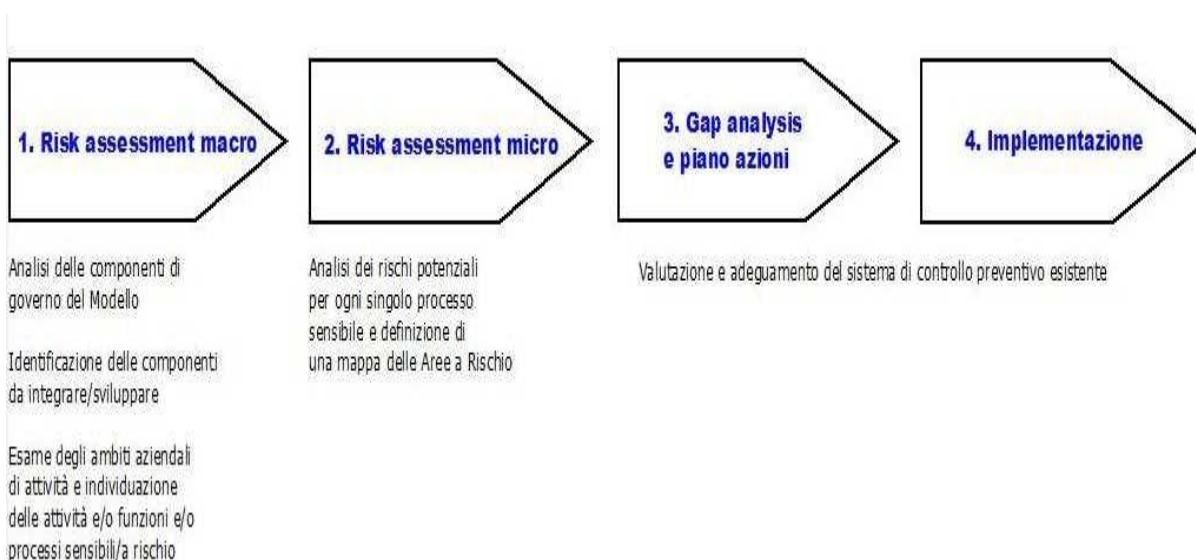 1. Risk assessment macro
2. Risk assessment micro
3. Gap analysis
e piano azioni
4. Implementazione
Analisi delle componenti di
governo del Modello
Identificazione delle componenti
da integrare/sviluppare
Esame degli ambiti aziendali
di attività e individuazione
delle attività e/o funzioni e/o
processi sensibili/a rischio
Analisi dei rischi potenziali
per ogni singolo processo
sensibile e definizione di
una mappa delle Aree a Rischio
Valutazione e adeguamento del sistema di controllo preventivo esistente